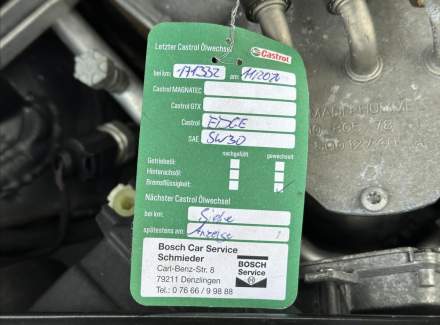 Letzter Castrol Ölwechsel
Castrol
bei km: 171332 am: 11/2020
Castrol MAGNATEC
Castrol GTX
Castrol EDGE
SAE 5W30
nachgefüllt gewechselt
Getriebeöl:
Hinterachsöl:
Bremsflüssigkeit:
Nächster Castrol Ölwechsel
bei km: Siehe
spätestens am: Anzeige
Bosch Car Service
Schmieder
Carl-Benz-Str. 8
79211 Denzlingen
Tel.: 0 76 66 / 9 98 88
BOSCH
Service